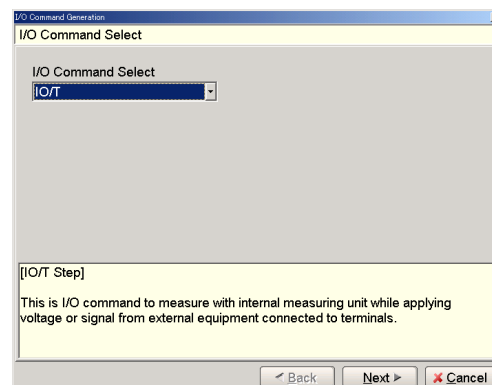 I/O Command Generation
I/O Command Select
I/O Command Select
IO/T
[IO/T Step]
This is I/O command to measure with internal measuring unit while applying
voltage or signal from external equipment connected to terminals.
Back Next Cancel